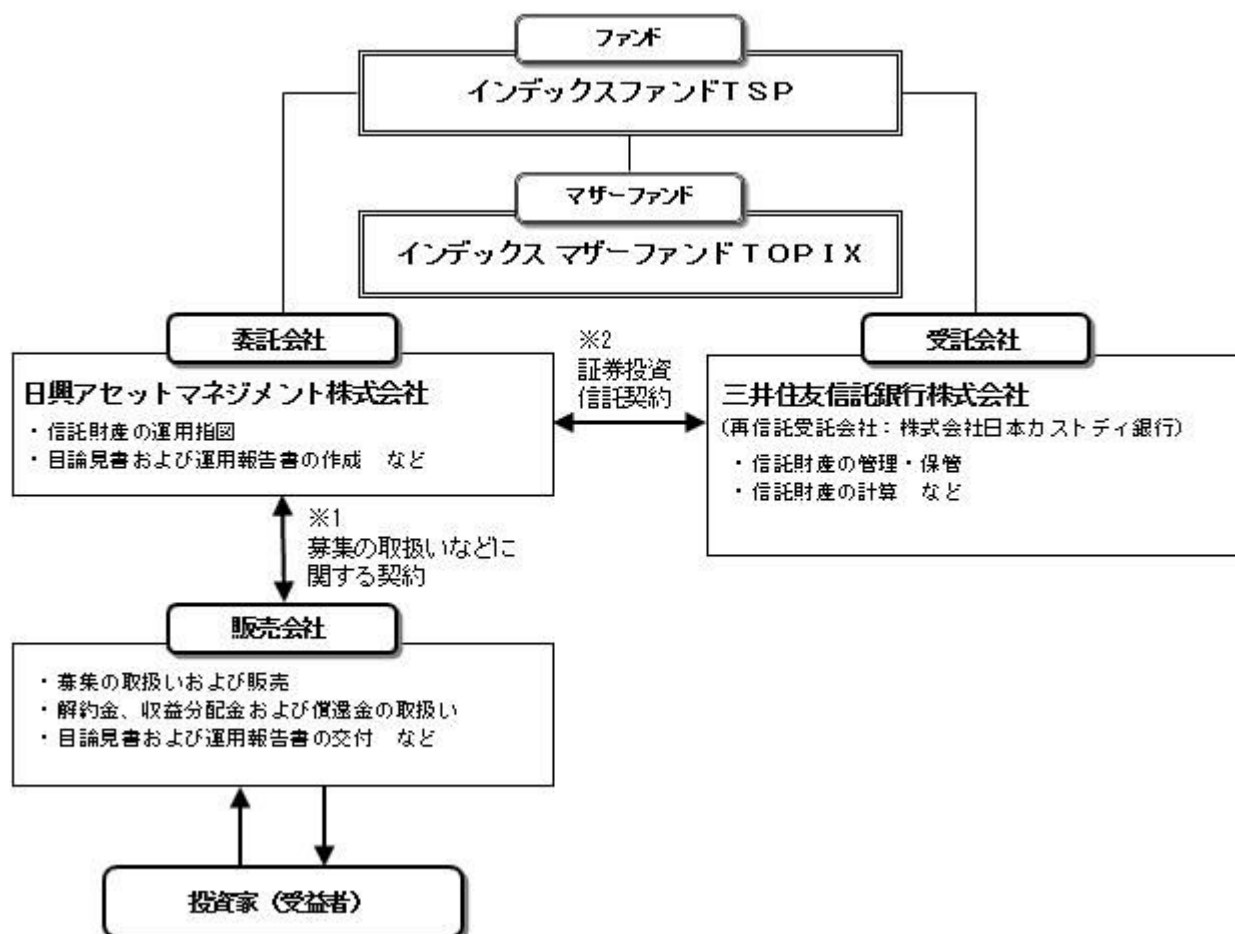 ファンド
インデックスファンドＴＳＰ
マザーファンド
インデックス マザーファンドＴＯＰＩＸ
委託会社
日興アセットマネジメント株式会社
・信託財産の運用指図
・目論見書および運用報告書の作成　など
※2
証券投資
信託契約
受託会社
三井住友信託銀行株式会社
(再信託受託会社：株式会社日本カストディ銀行)
・信託財産の管理・保管
・信託財産の計算　など
※1
募集の取扱いなどに
関する契約
販売会社
・募集の取扱いおよび販売
・解約金、収益分配金および償還金の取扱い
・目論見書および運用報告書の交付　など
投資家（受益者）